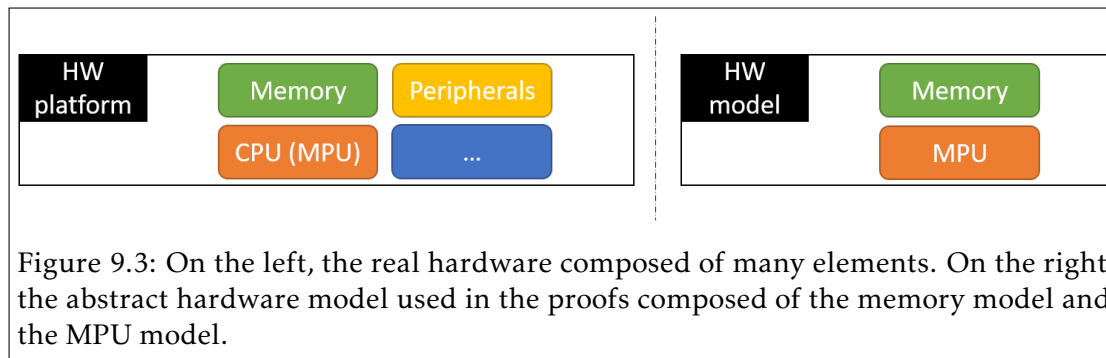 HW
platform
Memory
Peripherals
CPU (MPU)
...
HW
model
Memory
MPU
Figure 9.3: On the left, the real hardware composed of many elements. On the right
the abstract hardware model used in the proofs composed of the memory model and
the MPU model.